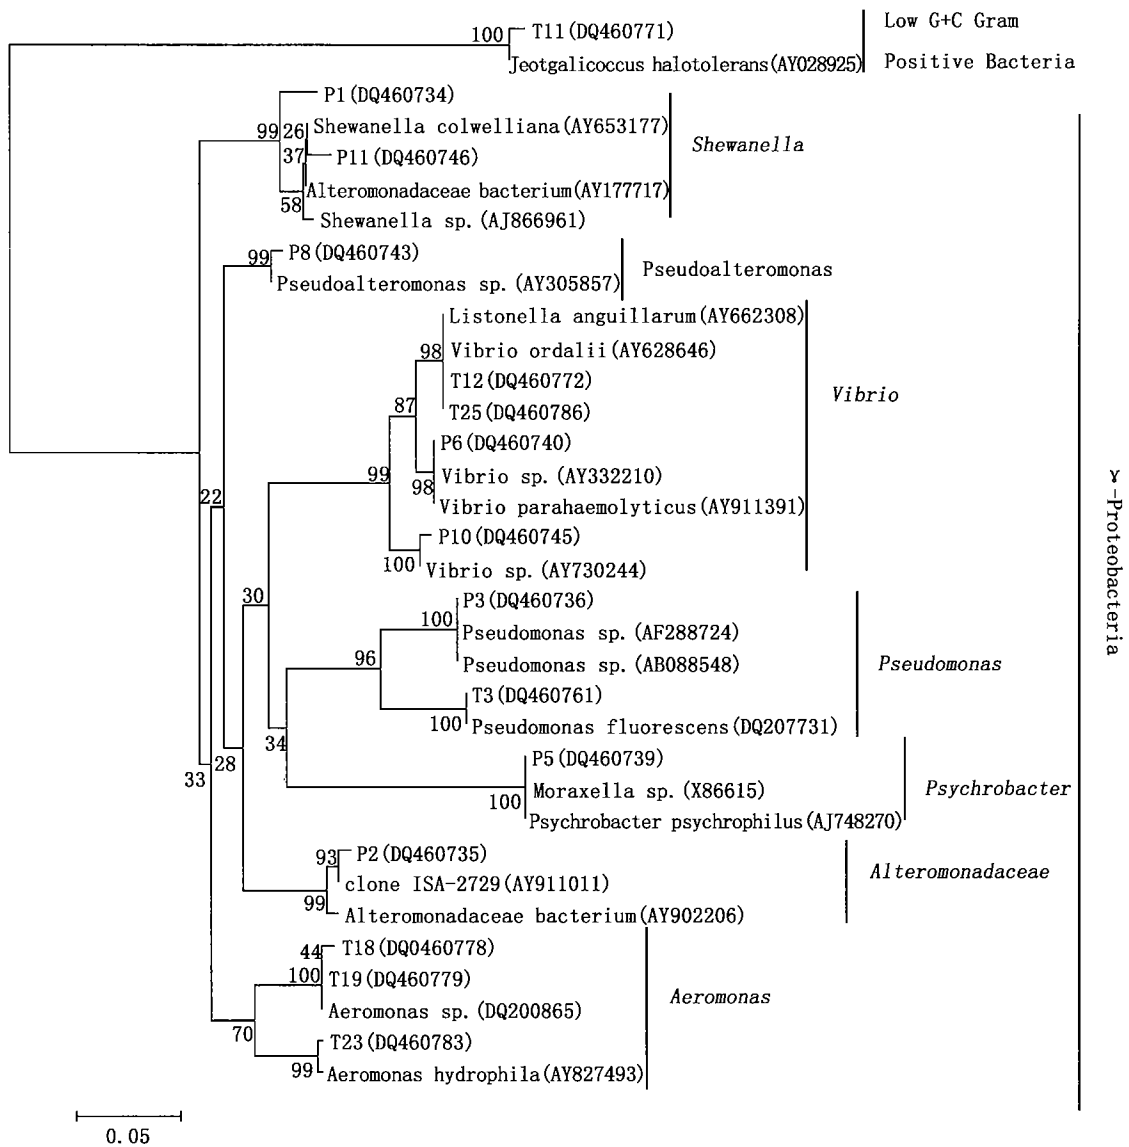 100
T11(DQ460771)
Low G+C Gram
Jeotgalicoccus halotolerans(AY028925)
Positive Bacteria
P1(DQ460734)
99
26
Shewanella colwelliana(AY653177)
Shewanella
37
P11(DQ460746)
Alteromonadaceae bacterium(AY177717)
58
Shewanella sp.(AJ866961)
99
P8(DQ460743)
Pseudoalteromonas
Pseudoalteromonas sp.(AY305857)
Listonella anguillarum(AY662308)
98
Vibrio ordalii(AY628646)
T12(DQ460772)
Vibrio
87
T25(DQ460786)
P6(DQ460740)
99
Vibrio sp.(AY332210)
98
Vibrio parahaemolyticus(AY911391)
22
P10(DQ460745)
100
Vibrio sp.(AY730244)
γ-Proteobacteria
30
P3(DQ460736)
100
Pseudomonas sp.(AF288724)
96
Pseudomonas sp.(AB088548)
Pseudomonas
T3(DQ460761)
100
Pseudomonas fluorescens(DQ207731)
34
P5(DQ460739)
33
28
Moraxella sp.(X86615)
Psychrobacter
100
Psychrobacter psychrophilus(AJ748270)
93
P2(DQ460735)
Alteromonadaceae
clone ISA-2729(AY911011)
99
Alteromonadaceae bacterium(AY902206)
44
T18(DQ0460778)
100
T19(DQ460779)
Aeromonas
Aeromonas sp.(DQ200865)
70
T23(DQ460783)
99
Aeromonas hydrophila(AY827493)
0.05